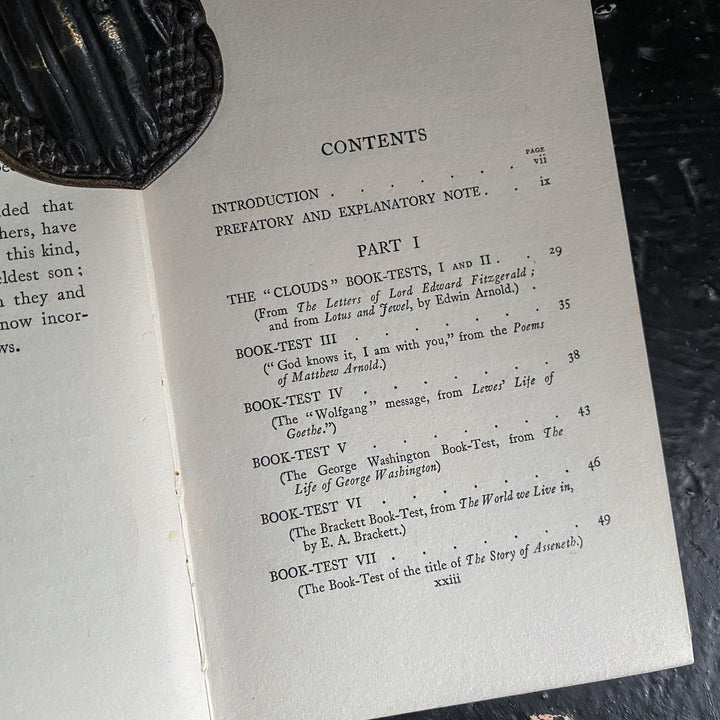 ded that
hers, have
this kind,
eldest son ;
they and
now incor-
ws.
CONTENTS
PAGE
INTRODUCTION . . . . . . . vii
PREFATORY AND EXPLANATORY NOTE . . ix
PART I
THE “CLOUDS” BOOK-TESTS, I AND II . . 29
(From The Letters of Lord Edward Fitzgerald ;
and from Lotus and Jewel, by Edwin Arnold.) .
BOOK-TEST III . . . . . . . 35
(“ God knows it, I am with you,” from the Poems
of Matthew Arnold.)
BOOK-TEST IV . . . . . . . 38
(The “Wolfgang” message, from Lewes’ Life of
Goethe.”)
BOOK-TEST V . . . . . . . 43
(The George Washington Book-Test, from The
Life of George Washington)
BOOK-TEST VI . . . . . . . 46
(The Brackett Book-Test, from The World we Live in,
by E. A. Brackett.)
BOOK-TEST VII . . . . . . . 49
(The Book-Test of the title of The Story of Asseneth.)
xxiii